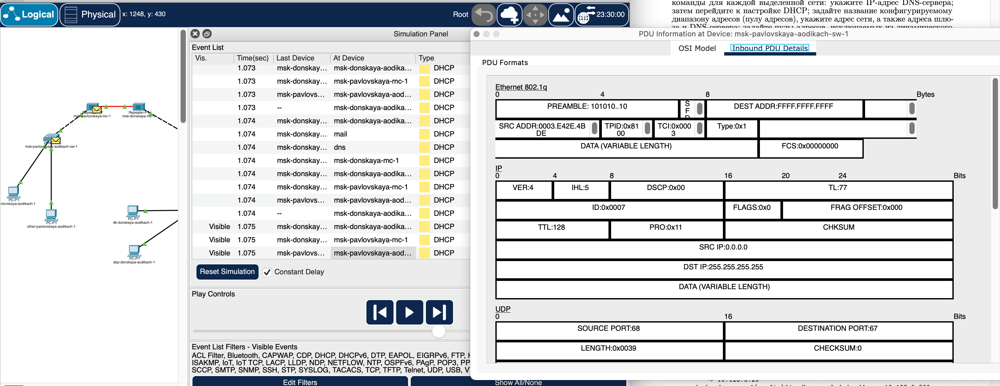 команды для каждой выделенной сети: укажите IP-адрес DNS-сервера;
затем перейдите к настройке DHCP; задайте название конфигурируемому
диапазону адресов (пулу адресов), укажите адрес сети, а также адреса шлю-
за и DNS-сервера; задайте пулы адресов, исключаемых из динамического
Logical
Physical
x: 1248, y: 430
Root
23:30:00
Simulation Panel
Event List
Vis. Time(sec) Last Device At Device Type
1.073 msk-donskay... msk-donskaya-aodika... DHCP
1.073 msk-donskay... msk-pavlovskaya-mc-1 DHCP
1.073 msk-pavlovs... msk-pavlovskaya-aod... DHCP
1.073 -- msk-donskaya-aodika... DHCP
1.074 msk-donskay... msk-donskaya-aodika... DHCP
1.074 msk-donskay... mail DHCP
1.074 msk-donskay... dns DHCP
1.074 msk-donskay... msk-donskaya-mc-1 DHCP
1.074 msk-donskay... msk-donskaya-aodika... DHCP
1.074 msk-donskay... msk-pavlovskaya-mc-1 DHCP
1.074 msk-pavlovs... msk-pavlovskaya-aod... DHCP
1.074 -- msk-donskaya-aodika... DHCP
Visible 1.075 msk-donskay... msk-donskaya-aodika... DHCP
Visible 1.075 msk-donskay... msk-pavlovskaya-mc-1 DHCP
Visible 1.075 msk-pavlovs... msk-pavlovskaya-aod... DHCP
Reset Simulation
Constant Delay
Play Controls
Event List Filters - Visible Events
ACL Filter, Bluetooth, CAPWAP, CDP, DHCP, DHCPv6, DTP, EAPOL, EIGRPv6, FTP,
ISAKMP, IoT, IoT TCP, LACP, LLDP, NDP, NETFLOW, NTP, OSPFv6, PAgP, POP3, PP
SCCP, SMTP, SNMP, SSH, STP, SYSLOG, TACACS, TCP, TFTP, Telnet, UDP, USB,
Edit Filters
Show All/None
msk-pavlovskaya-mc-1
Repeater-PT
msk-donskaya-mc-1
msk-pavlovskaya-aodikach-sw-1
PC-PT
vlovskaya-aodikach-1
PC-PT
other-pavlovskaya-aodikach-1
PC-PT
dk-donskaya-aodikach-1
PC-PT
dep-donskaya-aodikach-1
PDU Information at Device: msk-pavlovskaya-aodikach-sw-1
OSI Model
Inbound PDU Details
PDU Formats
Ethernet 802.1q
0 4 8 Bytes
PREAMBLE: 101010..10
SFD
DEST ADDR:FFFF.FFFF.FFFF
SRC ADDR:0003.E42E.4B
DE
TPID:0x81
00
TCI:0x000
3
Type:0x1
DATA (VARIABLE LENGTH)
FCS:0x00000000
IP
0 4 8 16 20 24 Bits
VER:4 IHL:5 DSCP:0x00 TL:77
ID:0x0007 FLAGS:0x0 FRAG OFFSET:0x000
TTL:128 PRO:0x11 CHKSUM
SRC IP:0.0.0.0
DST IP:255.255.255.255
DATA (VARIABLE LENGTH)
UDP
0 16 Bits
SOURCE PORT:68 DESTINATION PORT:67
LENGTH:0x0039 CHECKSUM:0